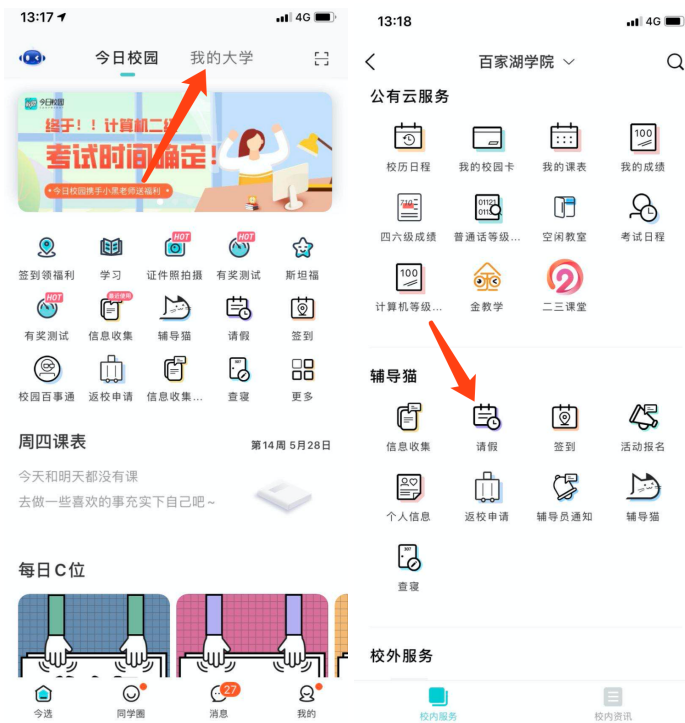 13:17
4G
今日校园
我的大学
今日校园
终于！！计算机二级
考试时间确定！
•今日校园携手小黑老师送福利•
HOT
HOT
签到领福利
学习
证件照拍摄
有奖测试
斯坦福
HOT
最近使用
有奖测试
信息收集
辅导猫
请假
签到
校园百事通
返校申请
信息收集...
查寝
更多
周四课表
第14周 5月28日
今天和明天都没有课
去做一些喜欢的事充实下自己吧～
每日C位
27
今选
同学圈
消息
我的
13:18
4G
百家湖学院
公有云服务
100
校历日程
我的校园卡
我的课表
我的成绩
710
四六级成绩
普通话等级...
空闲教室
考试日程
100
计算机等级...
金教学
二三课堂
辅导猫
信息收集
请假
签到
活动报名
个人信息
返校申请
辅导员通知
辅导猫
307
查寝
校外服务
校内服务
校内资讯